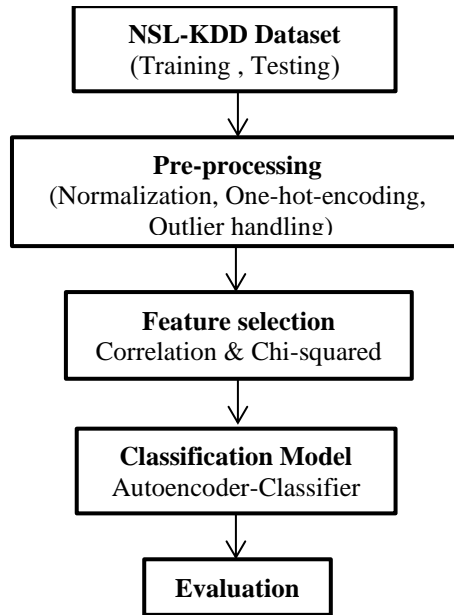 NSL-KDD Dataset
(Training , Testing)
Pre-processing
(Normalization, One-hot-encoding,
Outlier handling)
Feature selection
Correlation & Chi-squared
Classification Model
Autoencoder-Classifier
Evaluation